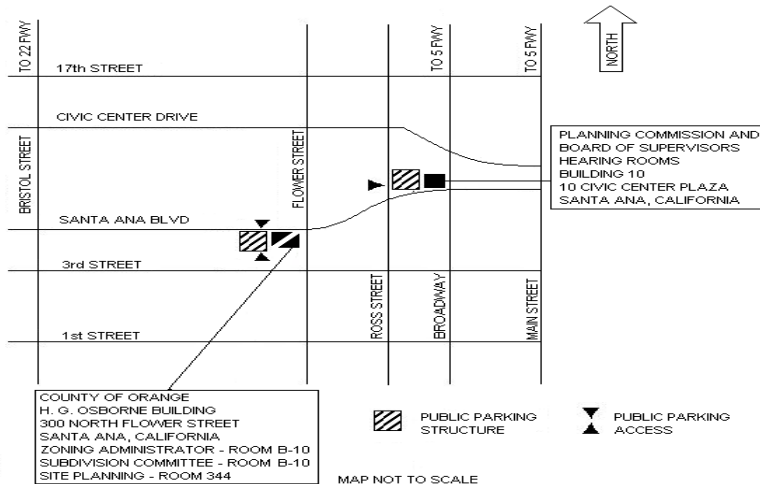 TO 22 FWY
TO 5 FWY
TO 5 FWY
NORTH
17th STREET
CIVIC CENTER DRIVE
BRISTOL STREET
FLOWER STREET
PLANNING COMMISSION AND
BOARD OF SUPERVISORS
HEARING ROOMS
BUILDING 10
10 CIVIC CENTER PLAZA
SANTA ANA, CALIFORNIA
SANTA ANA BLVD
3rd STREET
ROSS STREET
BROADWAY
MAIN STREET
1st STREET
COUNTY OF ORANGE
H. G. OSBORNE BUILDING
300 NORTH FLOWER STREET
SANTA ANA, CALIFORNIA
ZONING ADMINISTRATOR - ROOM B-10
SUBDIVISION COMMITTEE - ROOM B-10
SITE PLANNING - ROOM 344
PUBLIC PARKING
STRUCTURE
PUBLIC PARKING
ACCESS
MAP NOT TO SCALE